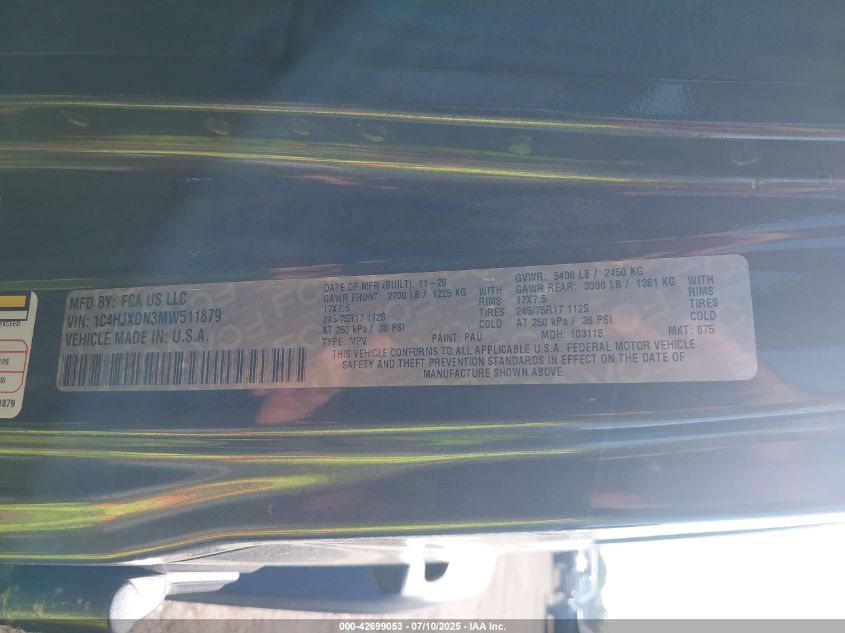 MFD BY: FCA US LLC
VIN: 1C4HJXDN3MW511879
VEHICLE MADE IN: U.S.A.
DATE OF MFR (BUILT): 11-20
GAWR FRONT: 2700 LB / 1225 KG WITH
17X7.5 RIMS
245/75R17 112S TIRES
AT 250 kPa / 36 PSI COLD
GVWR: 5400 LB / 2450 KG
GAWR REAR: 3000 LB / 1361 KG WITH
17X7.5 RIMS
245/75R17 112S TIRES
AT 250 kPa / 36 PSI COLD
TYPE: MPV PAINT: PAU MDH: 103118 MKT: 875
THIS VEHICLE CONFORMS TO ALL APPLICABLE U.S.A. FEDERAL MOTOR VEHICLE
SAFETY AND THEFT PREVENTION STANDARDS IN EFFECT ON THE DATE OF
MANUFACTURE SHOWN ABOVE.
000-42699053 - 07/10/2025 - IAA Inc.